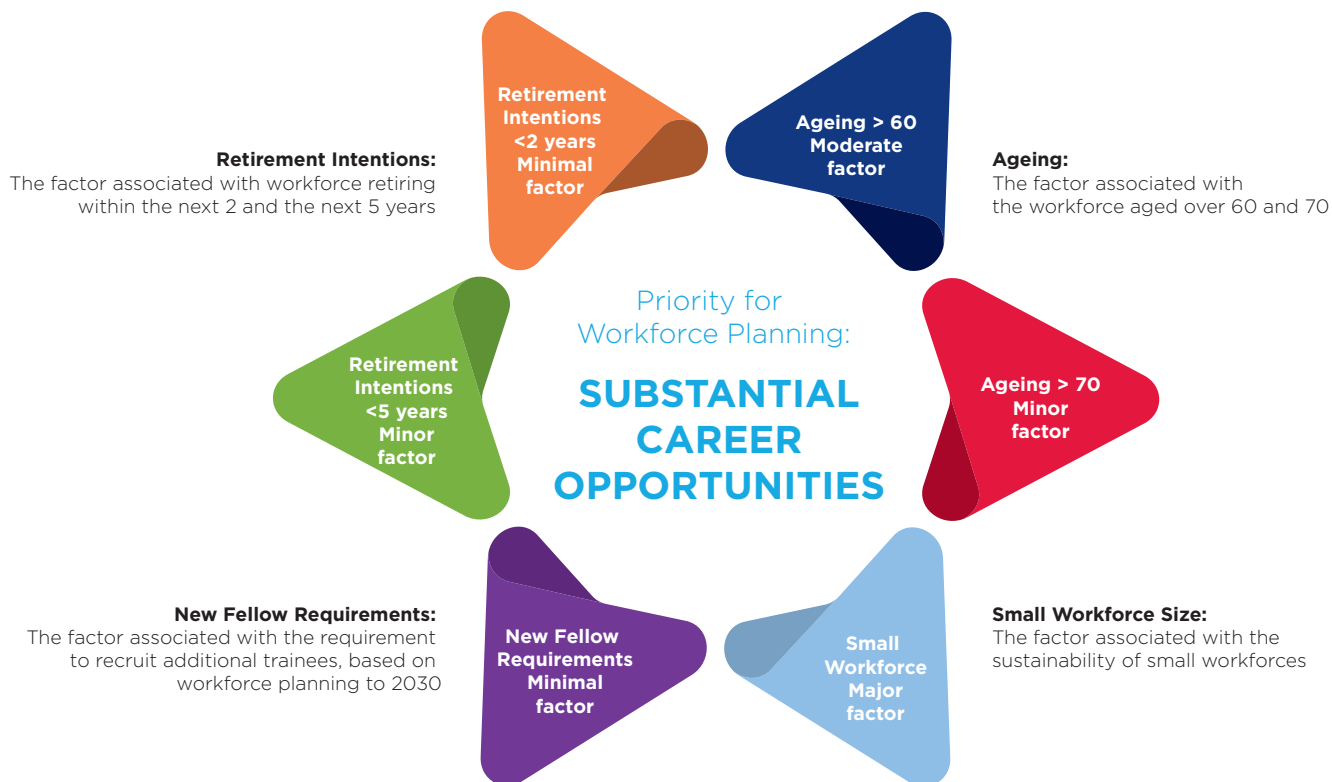 Retirement
Intentions
<2 years
Minimal
factor
Ageing > 60
Moderate
factor
Retirement Intentions:
The factor associated with workforce retiring
within the next 2 and the next 5 years
Ageing:
The factor associated with
the workforce aged over 60 and 70
Priority for
Workforce Planning:
SUBSTANTIAL
CAREER
OPPORTUNITIES
Retirement
Intentions
<5 years
Minor
factor
Ageing > 70
Minor
factor
New Fellow Requirements:
The factor associated with the requirement
to recruit additional trainees, based on
workforce planning to 2030
New Fellow
Requirements
Minimal
factor
Small
Workforce
Major
factor
Small Workforce Size:
The factor associated with the
sustainability of small workforces